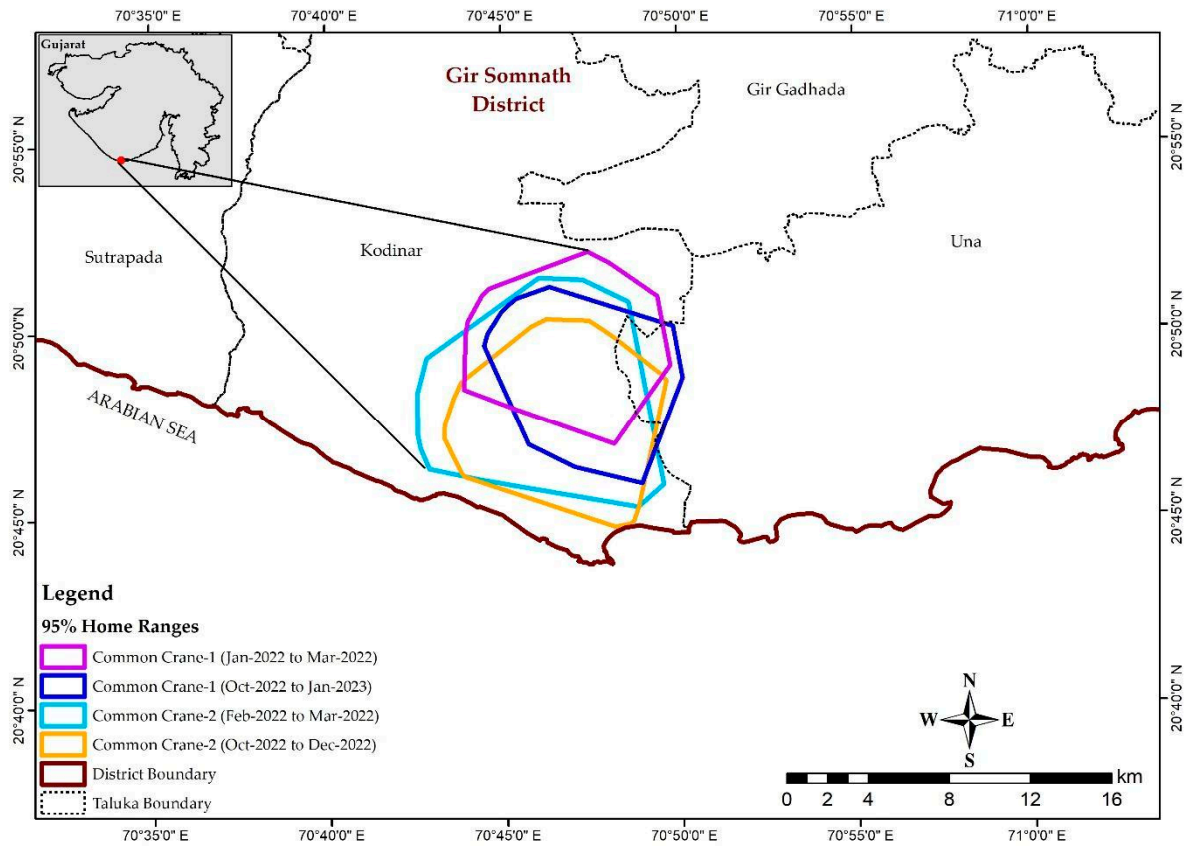 70°35'0" E 70°40'0" E 70°45'0" E 70°50'0" E 70°55'0" E 71°0'0" E
Gujarat
Gir Somnath
District
Gir Gadhada
20°55'0" N
20°55'0" N
Sutrapada
Kodinar
Una
20°50'0" N
20°50'0" N
ARABIAN SEA
20°45'0" N
20°45'0" N
Legend
95% Home Ranges
Common Crane-1 (Jan-2022 to Mar-2022)
Common Crane-1 (Oct-2022 to Jan-2023)
Common Crane-2 (Feb-2022 to Mar-2022)
Common Crane-2 (Oct-2022 to Dec-2022)
District Boundary
Taluka Boundary
20°40'0" N
20°40'0" N
N
W E
S
km
0 2 4 8 12 16
70°35'0" E 70°40'0" E 70°45'0" E 70°50'0" E 70°55'0" E 71°0'0" E